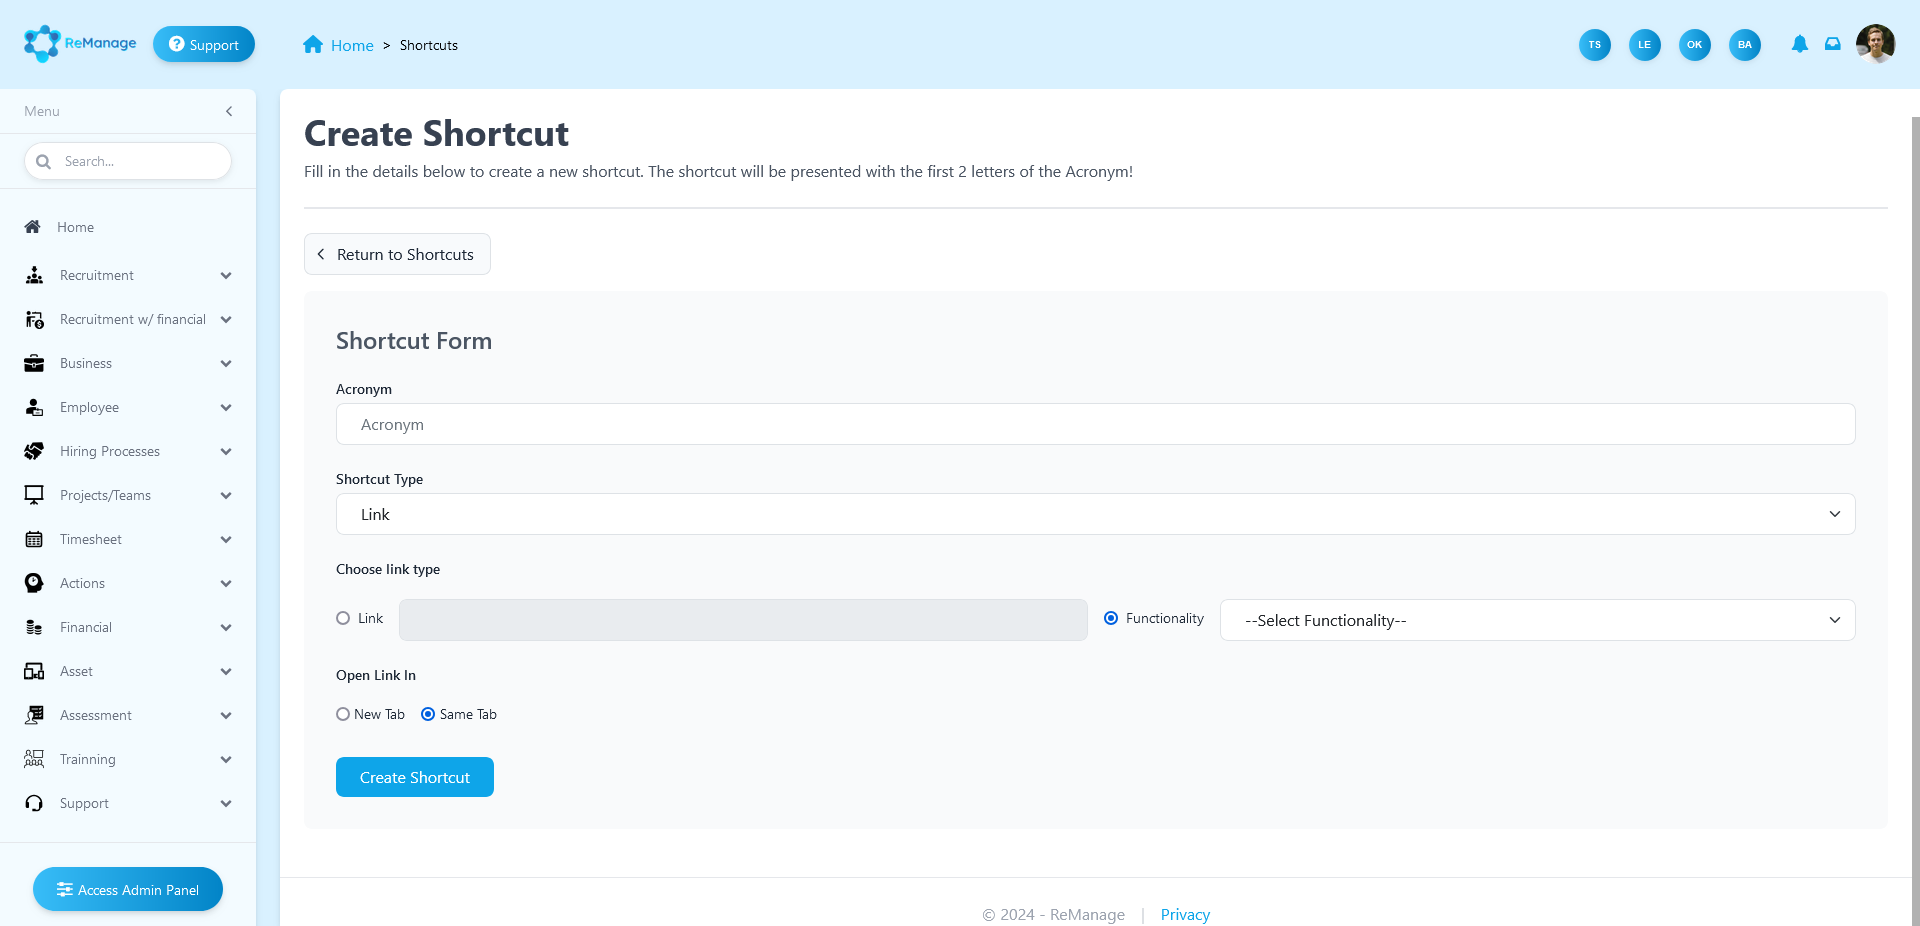 ReManage
Support
Home > Shortcuts
TS LE OK BA
Menu
Search...
Home
Recruitment
Recruitment w/ financial
Business
Employee
Hiring Processes
Projects/Teams
Timesheet
Actions
Financial
Asset
Assessment
Trainning
Support
Access Admin Panel
Create Shortcut
Fill in the details below to create a new shortcut. The shortcut will be presented with the first 2 letters of the Acronym!
Return to Shortcuts
Shortcut Form
Acronym
Acronym
Shortcut Type
Link
Choose link type
Link Functionality --Select Functionality--
Open Link In
New Tab Same Tab
Create Shortcut
© 2024 - ReManage | Privacy